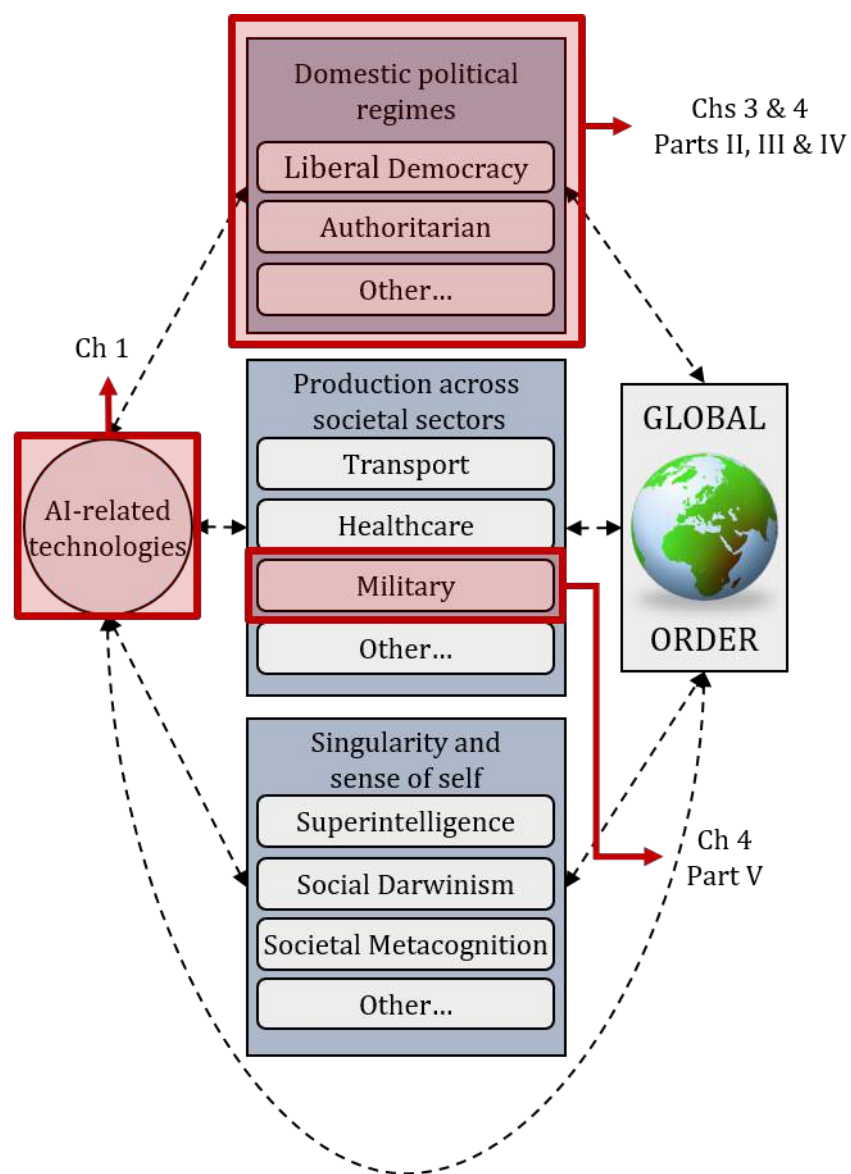 Domestic political
regimes
Liberal Democracy
Authoritarian
Other…
Chs 3 & 4
Parts II, III & IV
Ch 1
AI-related
technologies
Production across
societal sectors
Transport
Healthcare
Military
Other…
GLOBAL
ORDER
Singularity and
sense of self
Superintelligence
Social Darwinism
Societal Metacognition
Other…
Ch 4
Part V